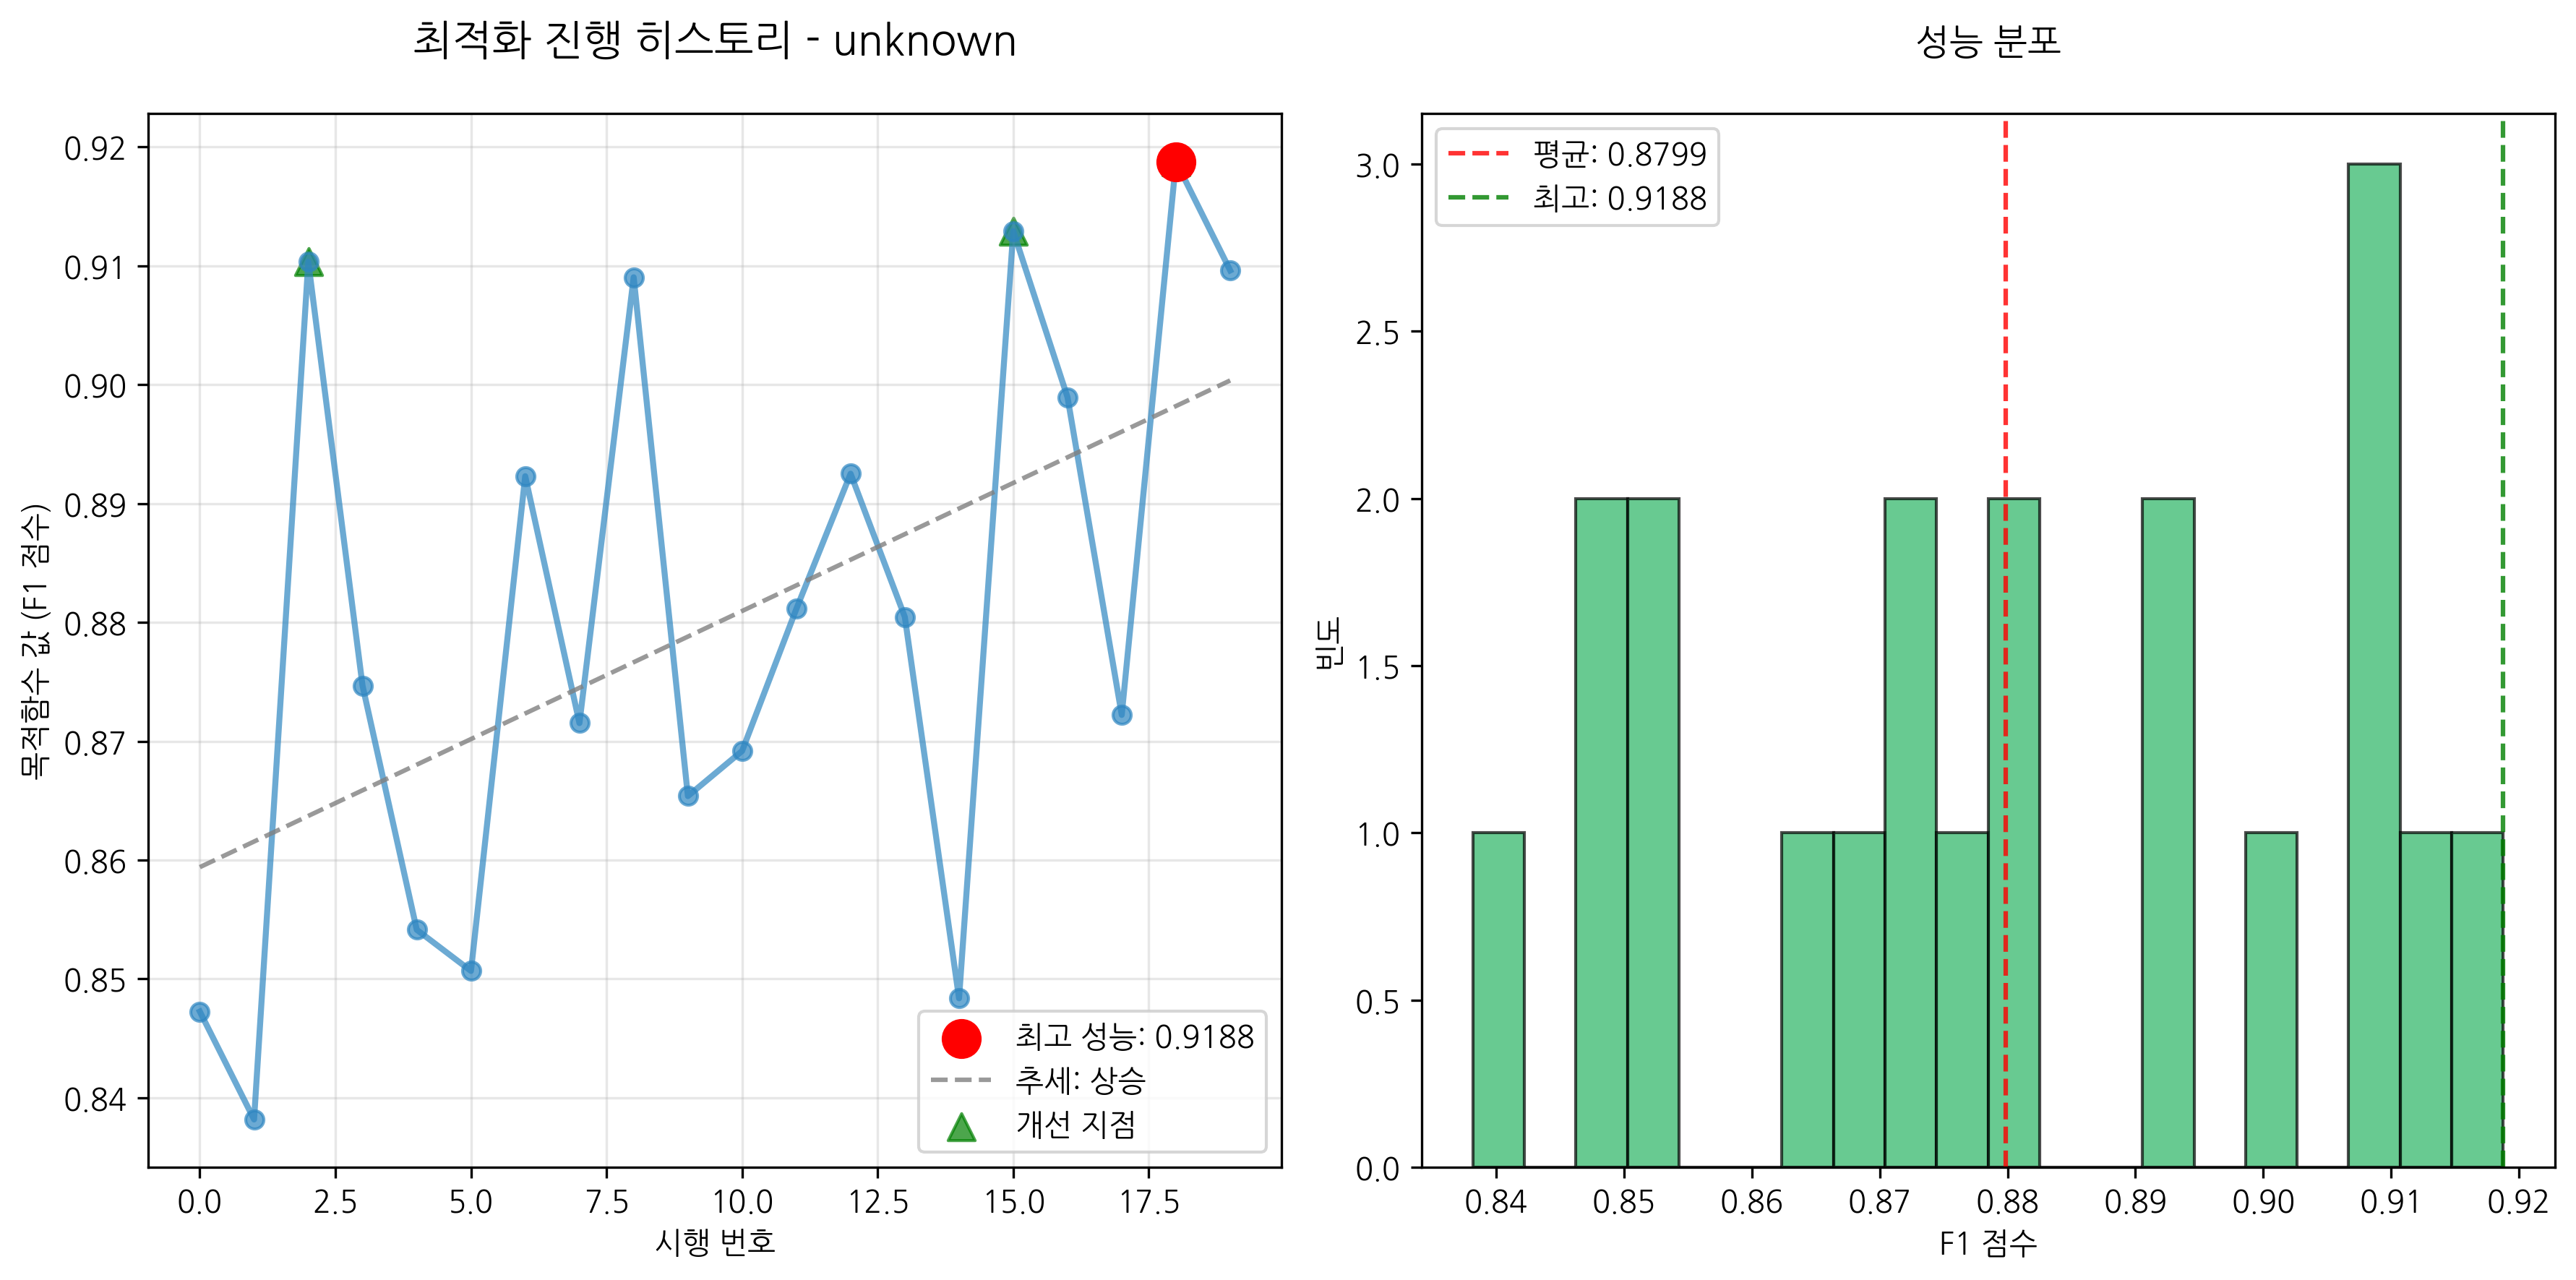 최적화 진행 히스토리 - unknown
목적함수 값 (F1 점수)
0.92
0.91
0.90
0.89
0.88
0.87
0.86
0.85
0.84
최고 성능: 0.9188
추세: 상승
개선 지점
0.0 2.5 5.0 7.5 10.0 12.5 15.0 17.5
시행 번호
성능 분포
빈도
평균: 0.8799
최고: 0.9188
3.0
2.5
2.0
1.5
1.0
0.5
0.0
0.84 0.85 0.86 0.87 0.88 0.89 0.90 0.91 0.92
F1 점수